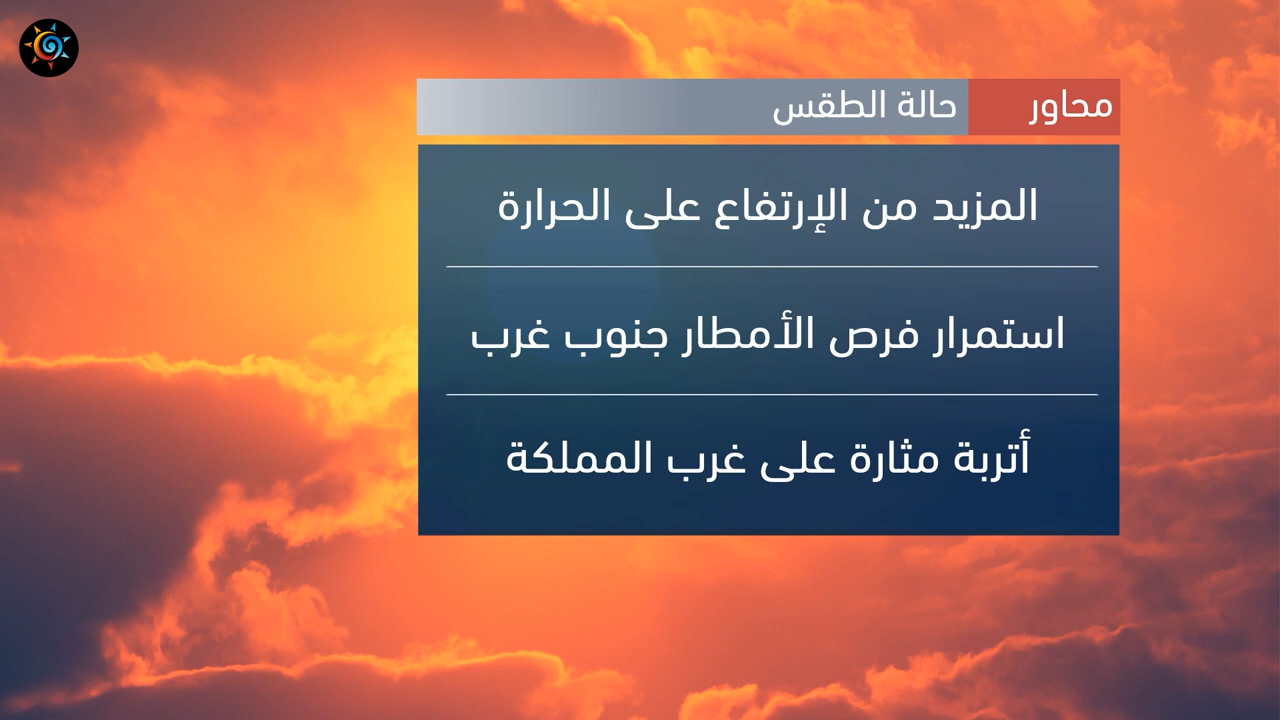 محاور حالة الطقس
المزيد من الإرتفاع على الحرارة
استمرار فرص الأمطار جنوب غرب
أتربة مثارة على غرب المملكة